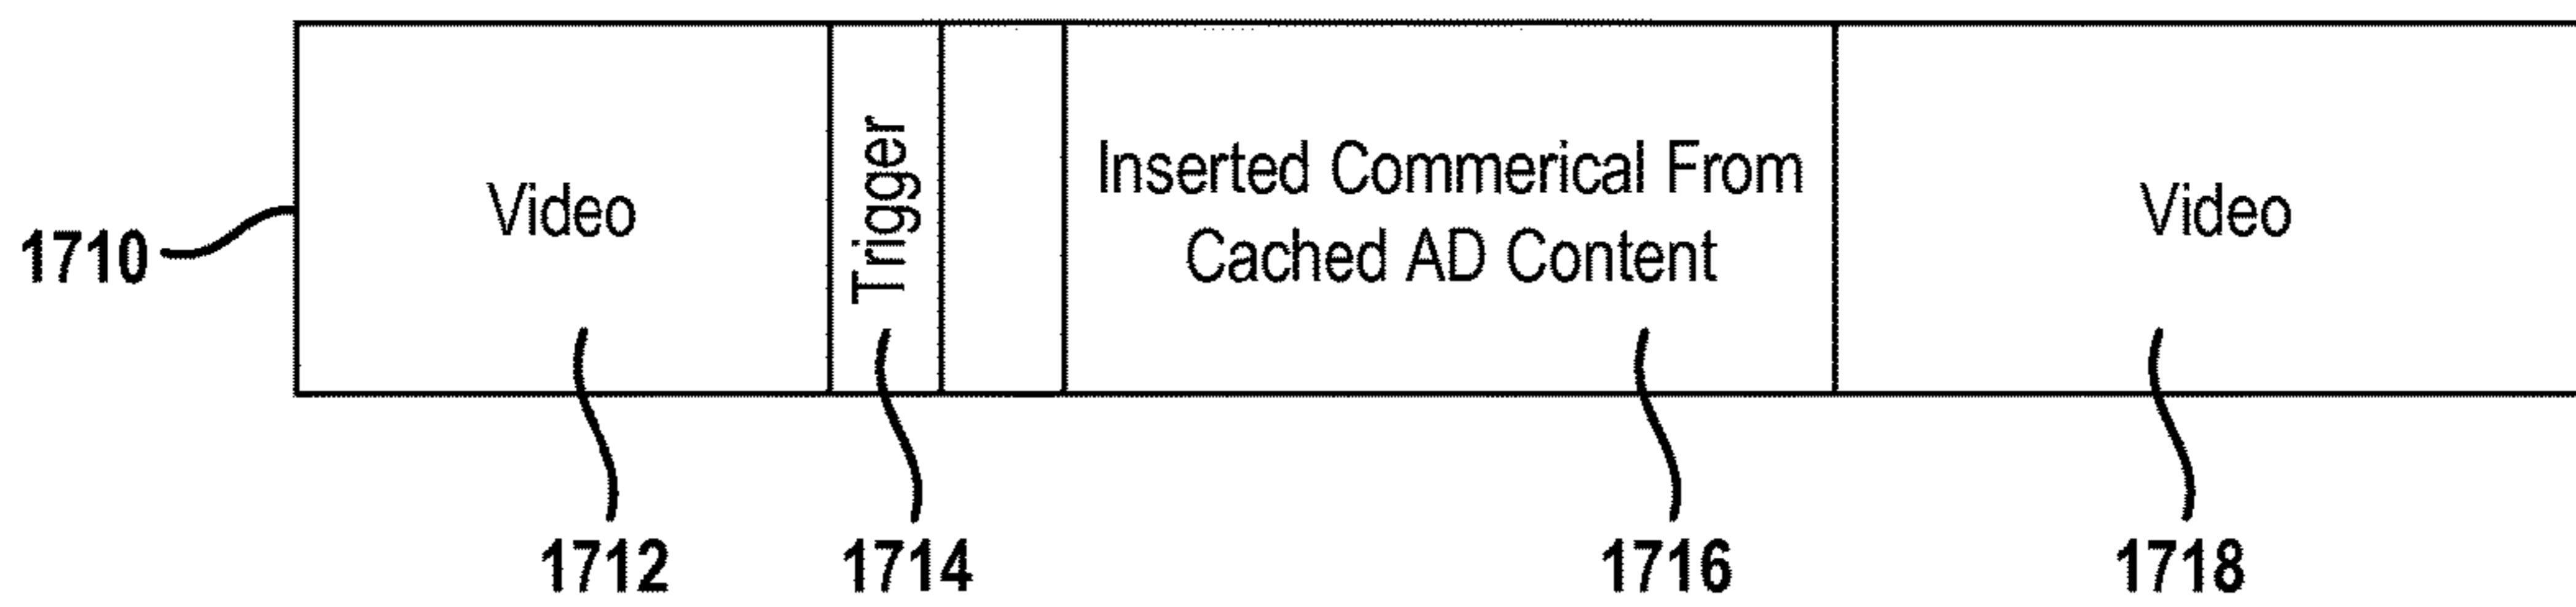 Video
Trigger
Inserted Commerical From
Cached AD Content
Video
1710
1712
1714
1716
1718